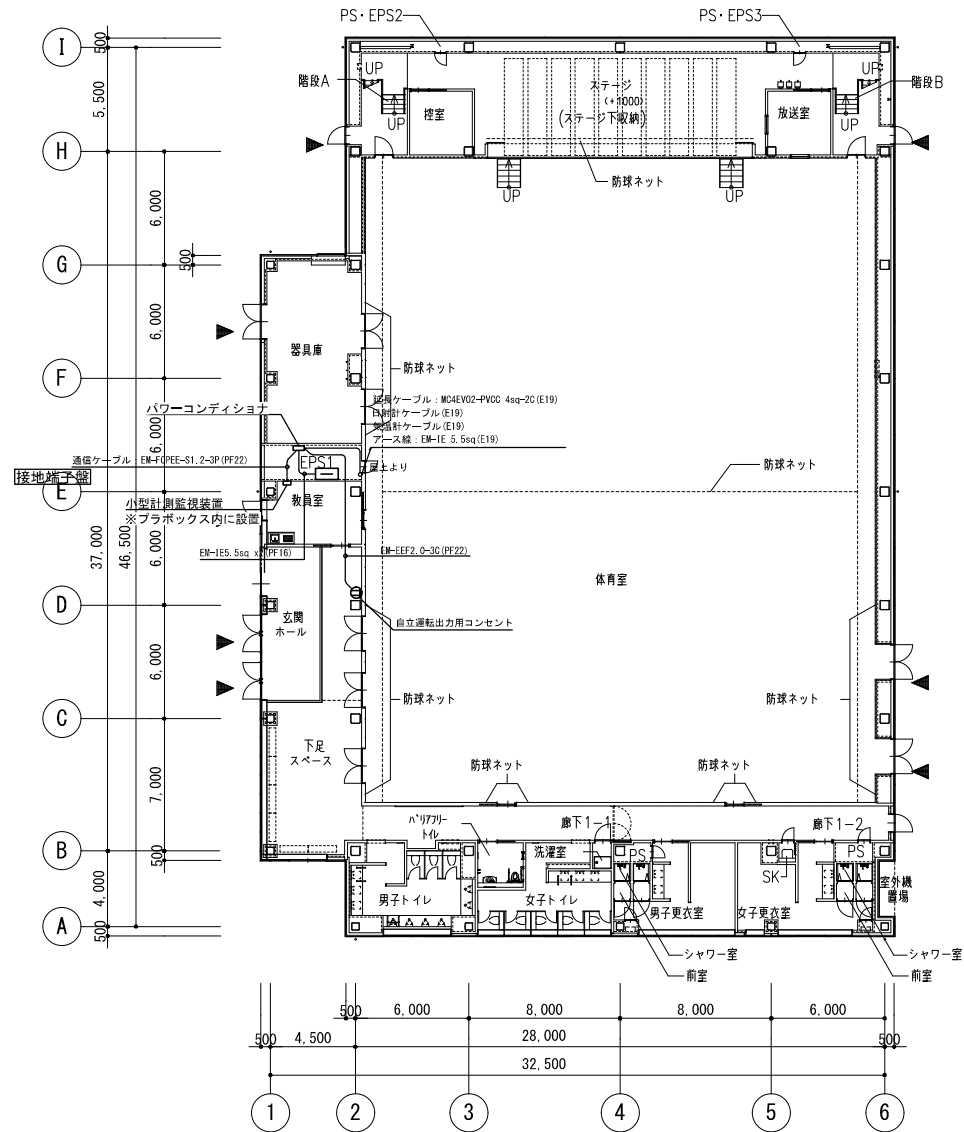 PS・EPS2
PS・EPS3
I
500
UP
UP
階段A
階段B
ステージ
(+1000)
(ステージ下収納)
5,500
控室
放送室
UP
UP
H
防球ネット
UP
UP
6,000
G
500
6,000
器具庫
F
防球ネット
延長ケーブル：MC4EVO2-PVCC 4sq-2C(E19)
日射計ケーブル(E19)
気温計ケーブル(E19)
アース線：EM-IE 5.5sq(E19)
パワーコンディショナ
6,000
通信ケーブル：EM-FCPEE-S1.2-3P(PF22)
EPS1
屋上より
防球ネット
接地端子盤
E
小型計測監視装置
※プラボックス内に設置
教員室
37,000
46,500
6,000
EM-IE5.5sq x2(PF16)
EM-EEF2.0-3C(PF22)
体育室
D
玄関
ホール
自立運転出力用コンセント
6,000
防球ネット
防球ネット
C
下足
スペース
防球ネット
防球ネット
7,000
バリアフリー
トイレ
廊下1-1
廊下1-2
B
500
洗濯室
PS
PS
SK
室外機
置場
4,000
男子トイレ
女子トイレ
男子更衣室
女子更衣室
A
500
シャワー室
シャワー室
前室
前室
500
6,000
8,000
8,000
6,000
500
4,500
28,000
500
32,500
1
2
3
4
5
6